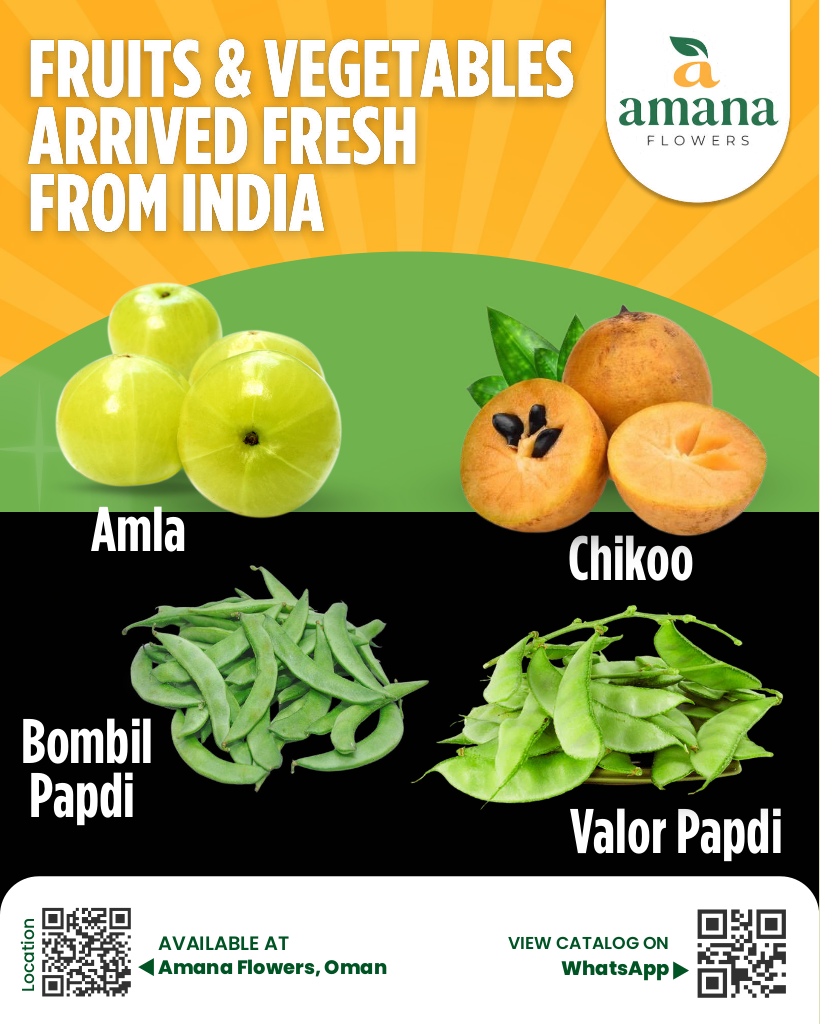 FRUITS & VEGETABLES
ARRIVED FRESH
FROM INDIA
a
amana
FLOWERS
Amla
Chikoo
Bombil
Papdi
Valor Papdi
Location
AVAILABLE AT
Amana Flowers, Oman
VIEW CATALOG ON
WhatsApp